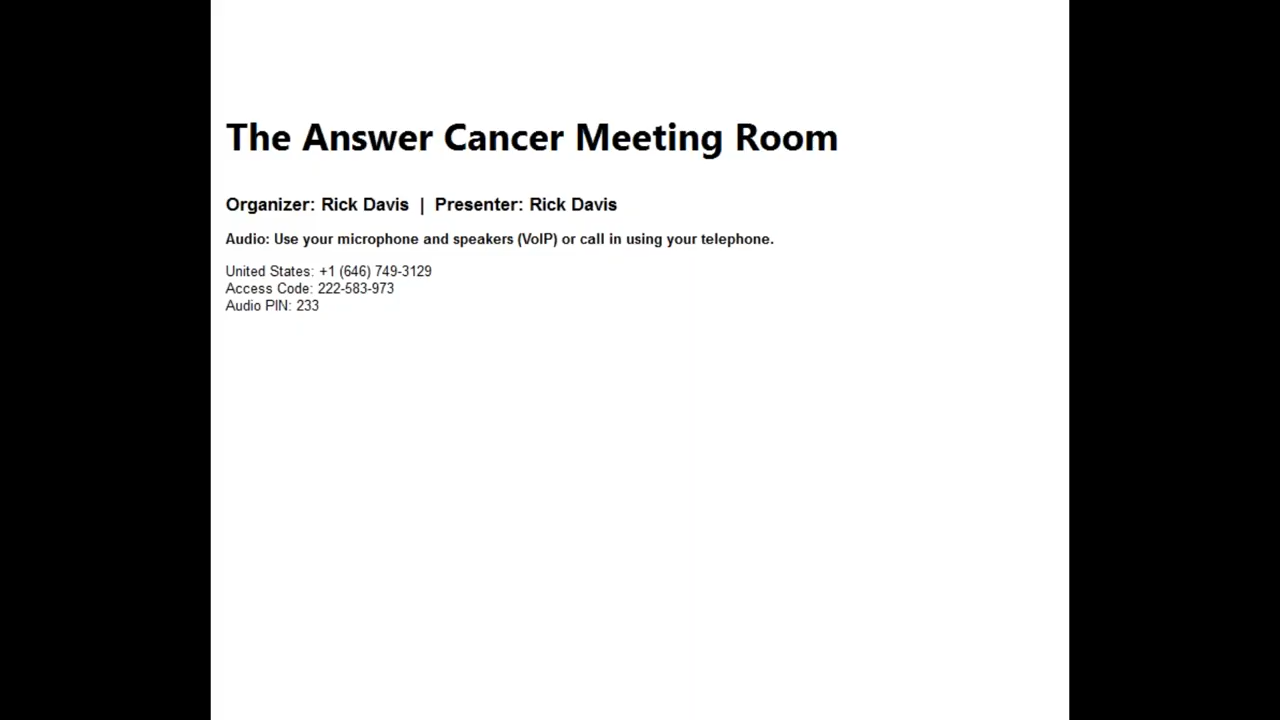 The Answer Cancer Meeting Room
Organizer: Rick Davis | Presenter: Rick Davis
Audio: Use your microphone and speakers (VoIP) or call in using your telephone.
United States: +1 (646) 749-3129
Access Code: 222-583-973
Audio PIN: 233